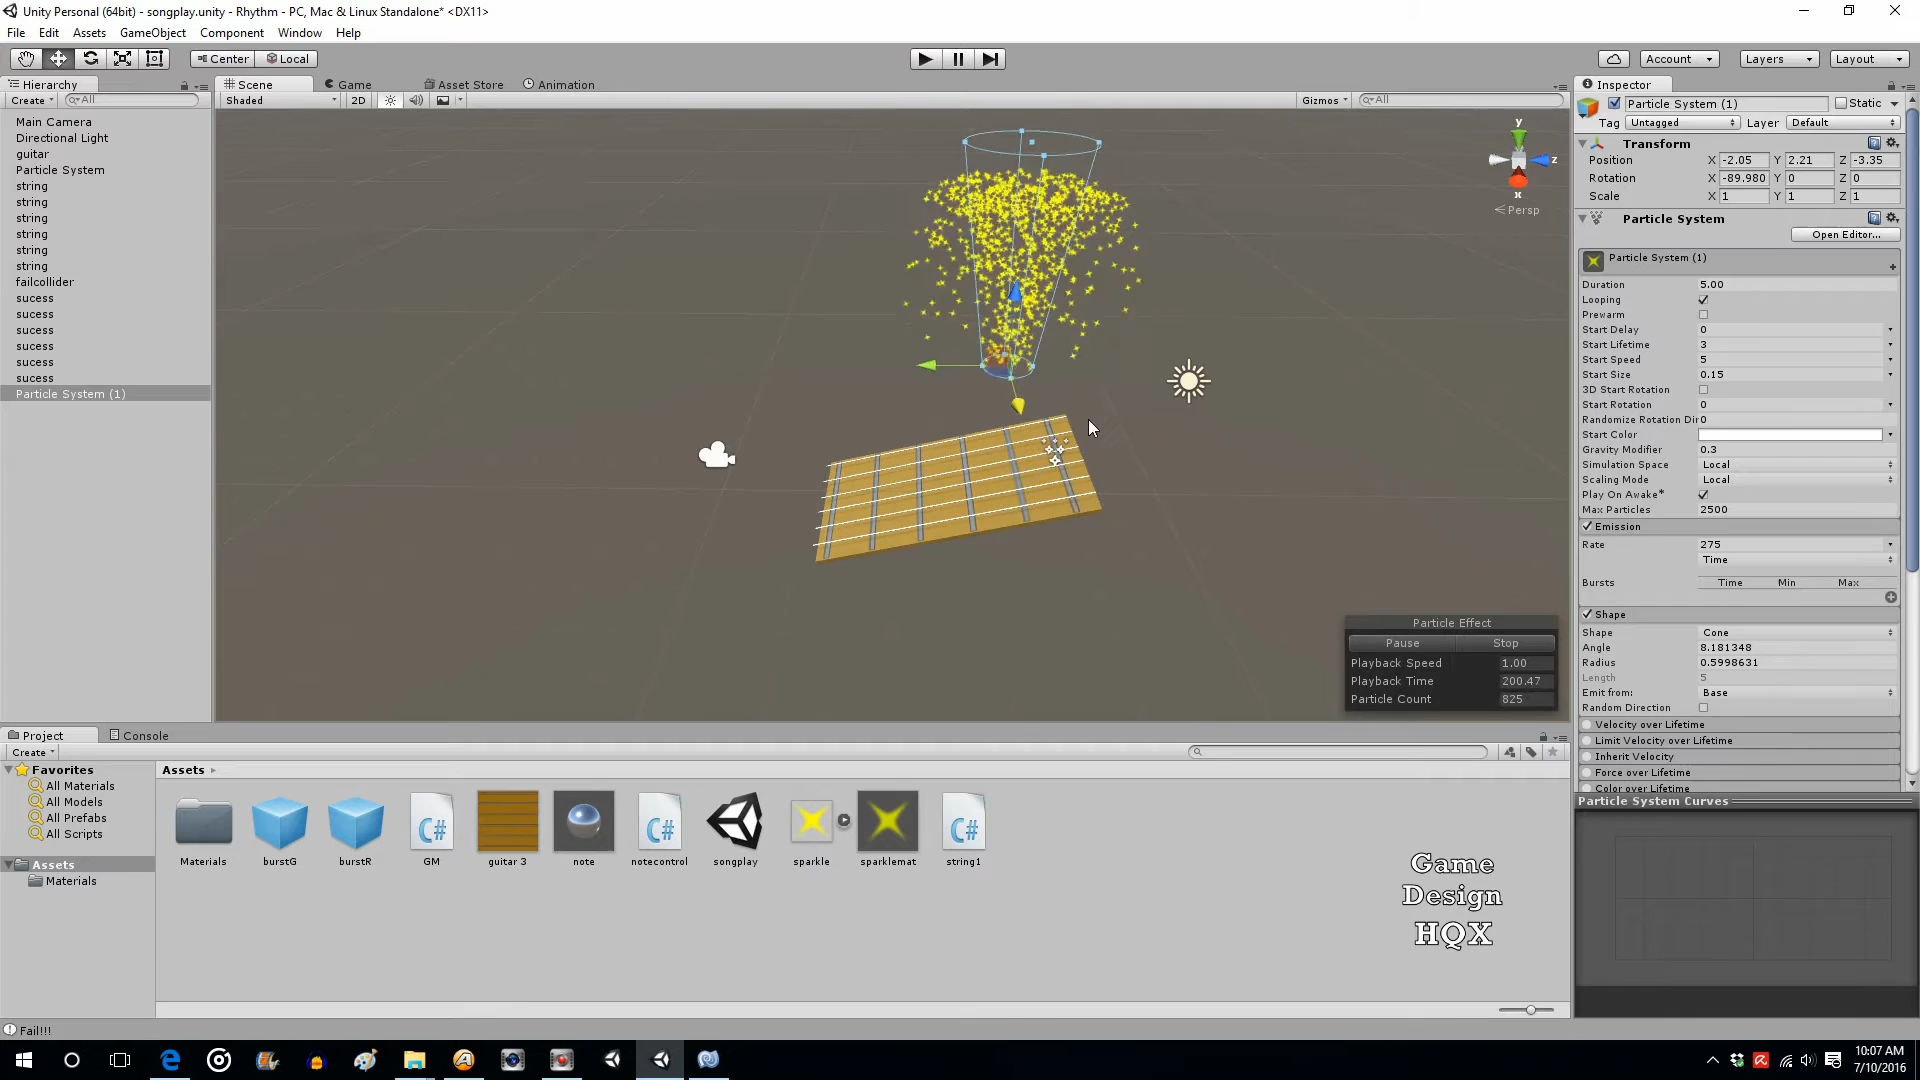 Unity Personal (64bit) - songplay.unity - Rhythm - PC, Mac & Linux Standalone* <DX11>
File Edit Assets GameObject Component Window Help
Center Local Account Layers Layout
Hierarchy
Create All
Main Camera
Directional Light
guitar
Particle System
string
string
string
string
string
string
failcollider
sucess
sucess
sucess
sucess
sucess
sucess
Particle System (1)
Scene Game Asset Store Animation
Shaded 2D Gizmos All
y
z
x
Persp
Particle Effect
Pause Stop
Playback Speed 1.00
Playback Time 200.47
Particle Count 825
Inspector
Particle System (1) Static
Tag Untagged Layer Default
Transform
Position X -2.05 Y 2.21 Z -3.35
Rotation X -89.980 Y 0 Z 0
Scale X 1 Y 1 Z 1
Particle System
Open Editor...
Particle System (1)
Duration 5.00
Looping
Prewarm
Start Delay 0
Start Lifetime 3
Start Speed 5
Start Size 0.15
3D Start Rotation
Start Rotation 0
Randomize Rotation Dir 0
Start Color
Gravity Modifier 0.3
Simulation Space Local
Scaling Mode Local
Play On Awake*
Max Particles 2500
Emission
Rate 275
Time
Bursts Time Min Max
Shape
Shape Cone
Angle 8.181348
Radius 0.5998631
Length 5
Emit from: Base
Random Direction
Velocity over Lifetime
Limit Velocity over Lifetime
Inherit Velocity
Force over Lifetime
Color over Lifetime
Particle System Curves
Project Console
Create
Favorites
All Materials
All Models
All Prefabs
All Scripts
Assets
Materials
Assets
Materials burstG burstR GM guitar 3 note notecontrol songplay sparkle sparklemat string1
C# C# C#
Game
Design
HQX
Fail!!!
10:07 AM
7/10/2016